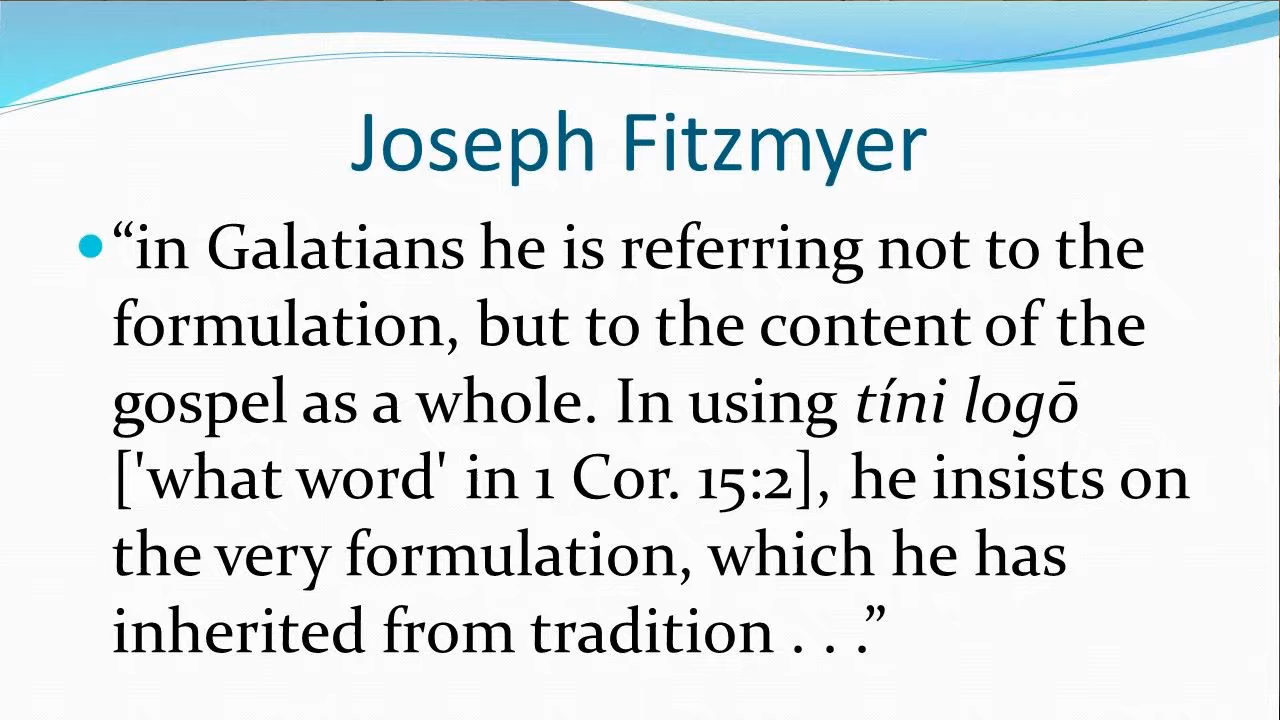 Joseph Fitzmyer
• “in Galatians he is referring not to the
formulation, but to the content of the
gospel as a whole. In using tíni logō
['what word' in 1 Cor. 15:2], he insists on
the very formulation, which he has
inherited from tradition . . .”